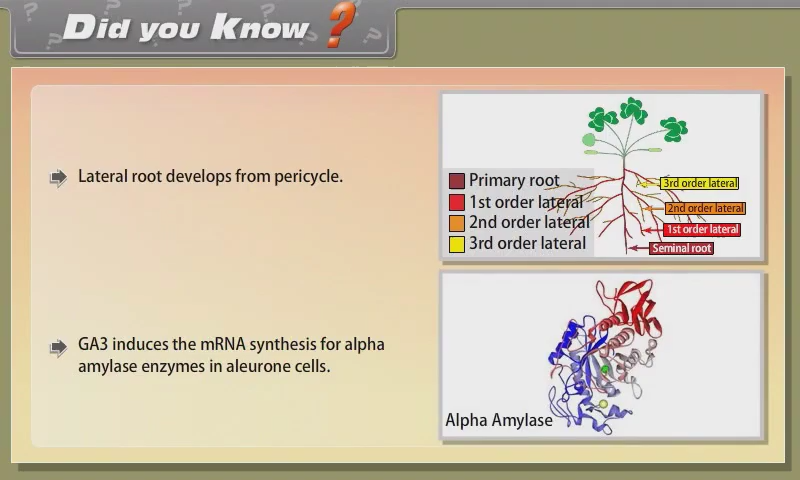 Did you Know ?
Lateral root develops from pericycle.
Primary root
1st order lateral
2nd order lateral
3rd order lateral
3rd order lateral
2nd order lateral
1st order lateral
Seminal root
GA3 induces the mRNA synthesis for alpha
amylase enzymes in aleurone cells.
Alpha Amylase